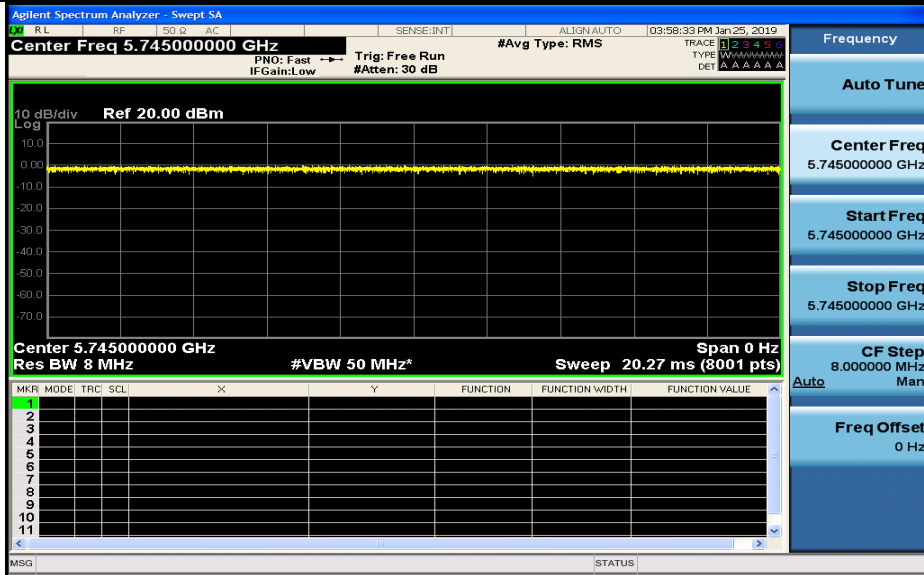 Agilent Spectrum Analyzer - Swept SA
LXI RL RF 50 Ω AC SENSE:INT ALIGN AUTO 03:58:33 PM Jan 25, 2019
Center Freq 5.745000000 GHz
PNO: Fast
IFGain:Low
Trig: Free Run
#Atten: 30 dB
#Avg Type: RMS
TRACE 1 2 3 4 5 6
TYPE WWWWWW
DET A A A A A A
10 dB/div Ref 20.00 dBm
Log
10.0
0.00
-10.0
-20.0
-30.0
-40.0
-50.0
-60.0
-70.0
Center 5.745000000 GHz Span 0 Hz
Res BW 8 MHz #VBW 50 MHz* Sweep 20.27 ms (8001 pts)
MKR MODE TRC SCL X Y FUNCTION FUNCTION WIDTH FUNCTION VALUE
1
2
3
4
5
6
7
8
9
10
11
MSG STATUS
Frequency
Auto Tune
Center Freq
5.745000000 GHz
Start Freq
5.745000000 GHz
Stop Freq
5.745000000 GHz
CF Step
8.000000 MHz
Auto Man
Freq Offset
0 Hz